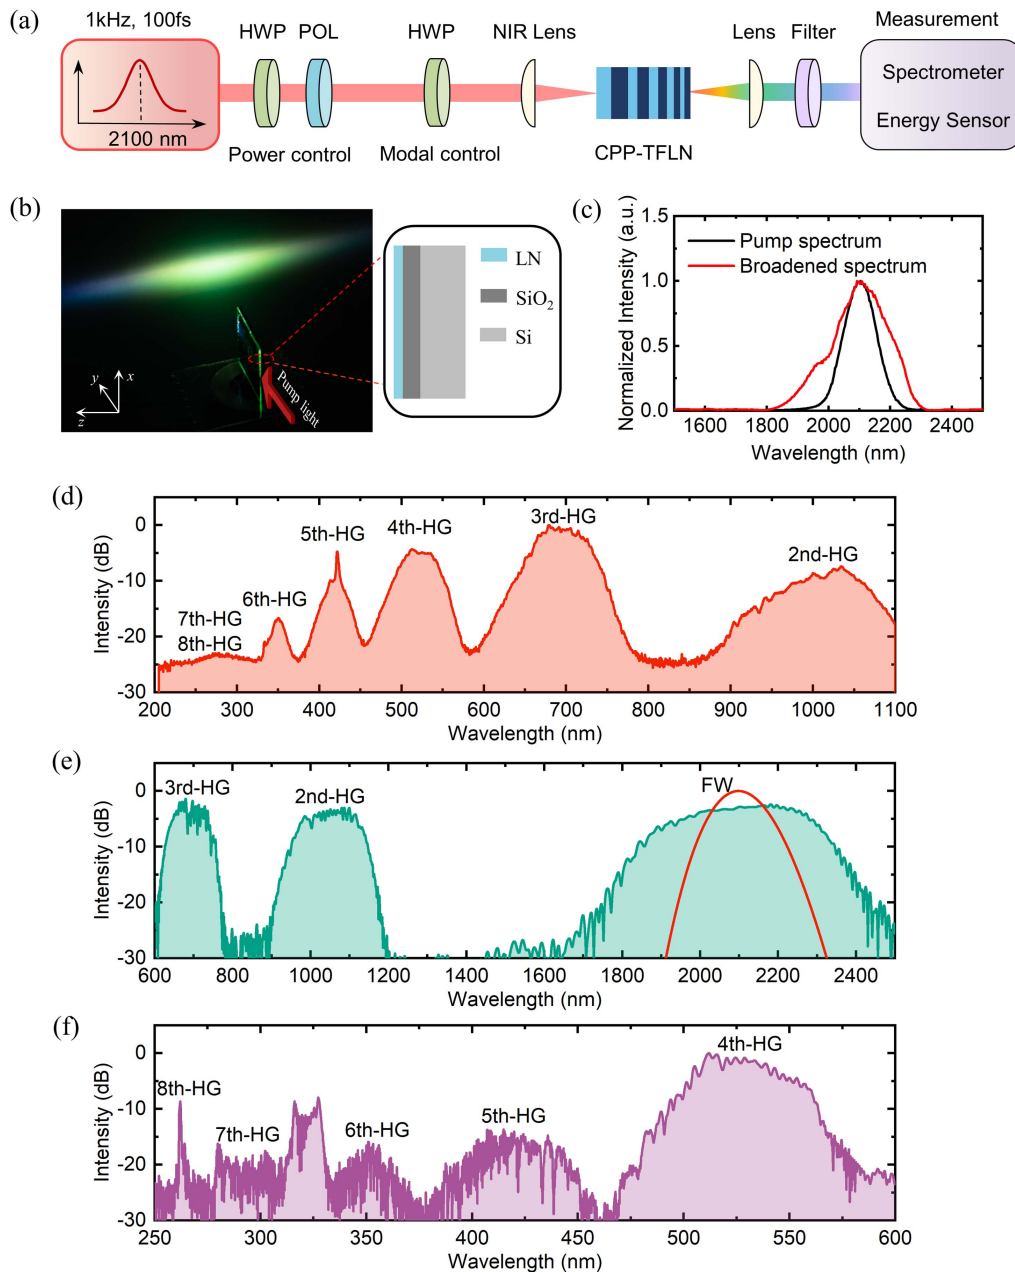 (a)
1kHz, 100fs
HWP POL HWP NIR Lens Lens Filter Measurement
2100 nm
Spectrometer
Energy Sensor
Power control Modal control CPP-TFLN
(b)
LN
SiO2
Si
Pump light
x
y
z
(c)
Normalized Intensity (a.u.)
1.5
1.0
0.5
0.0
Pump spectrum
Broadened spectrum
1600 1800 2000 2200 2400
Wavelength (nm)
(d)
Intensity (dB)
0
-10
-20
-30
7th-HG
8th-HG
6th-HG
5th-HG
4th-HG
3rd-HG
2nd-HG
200 300 400 500 600 700 800 900 1000 1100
Wavelength (nm)
(e)
Intensity (dB)
0
-10
-20
-30
3rd-HG
2nd-HG
FW
600 800 1000 1200 1400 1600 1800 2000 2200 2400
Wavelength (nm)
(f)
Intensity (dB)
0
-10
-20
-30
8th-HG
7th-HG
6th-HG
5th-HG
4th-HG
250 300 350 400 450 500 550 600
Wavelength (nm)